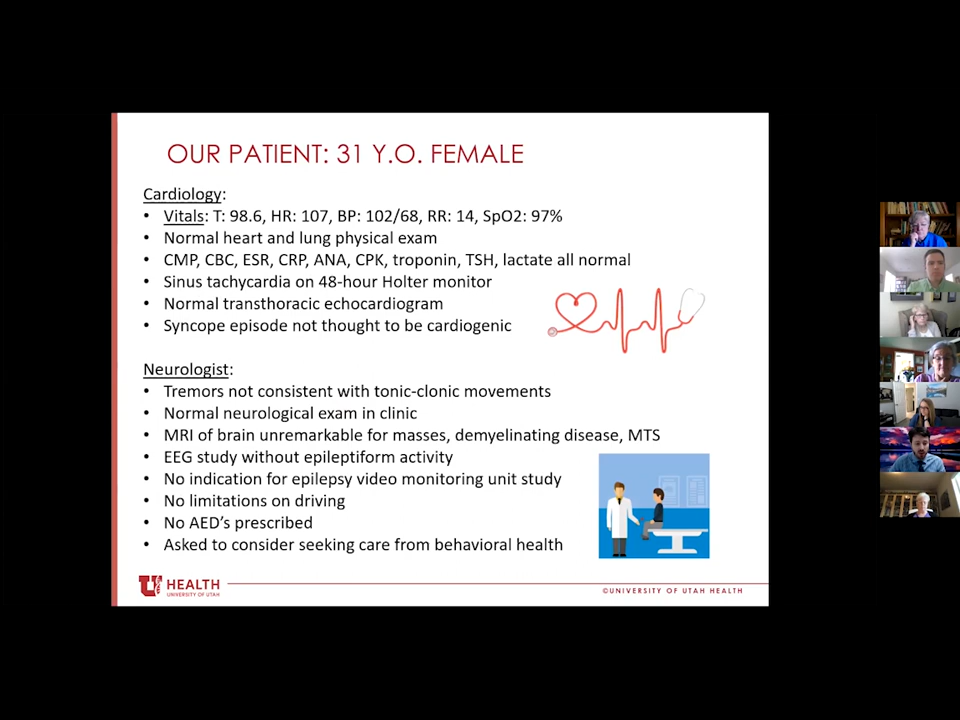 OUR PATIENT: 31 Y.O. FEMALE
Cardiology:
• Vitals: T: 98.6, HR: 107, BP: 102/68, RR: 14, SpO2: 97%
• Normal heart and lung physical exam
• CMP, CBC, ESR, CRP, ANA, CPK, troponin, TSH, lactate all normal
• Sinus tachycardia on 48-hour Holter monitor
• Normal transthoracic echocardiogram
• Syncope episode not thought to be cardiogenic
Neurologist:
• Tremors not consistent with tonic-clonic movements
• Normal neurological exam in clinic
• MRI of brain unremarkable for masses, demyelinating disease, MTS
• EEG study without epileptiform activity
• No indication for epilepsy video monitoring unit study
• No limitations on driving
• No AED's prescribed
• Asked to consider seeking care from behavioral health
U HEALTH
UNIVERSITY OF UTAH
©UNIVERSITY OF UTAH HEALTH